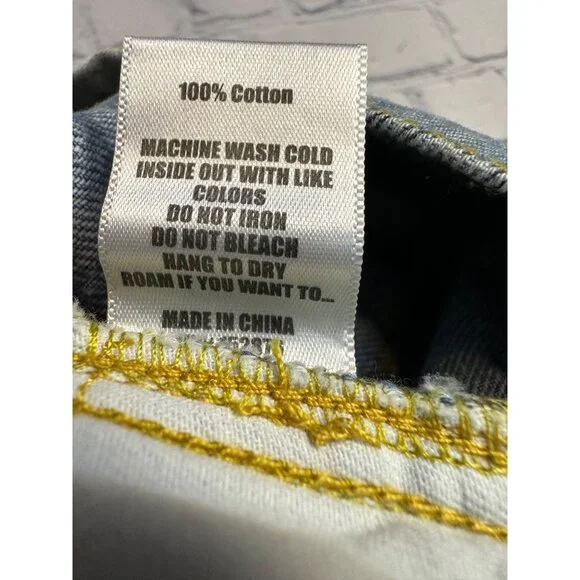 100% Cotton
MACHINE WASH COLD
INSIDE OUT WITH LIKE
COLORS
DO NOT IRON
DO NOT BLEACH
HANG TO DRY
ROAM IF YOU WANT TO...
MADE IN CHINA